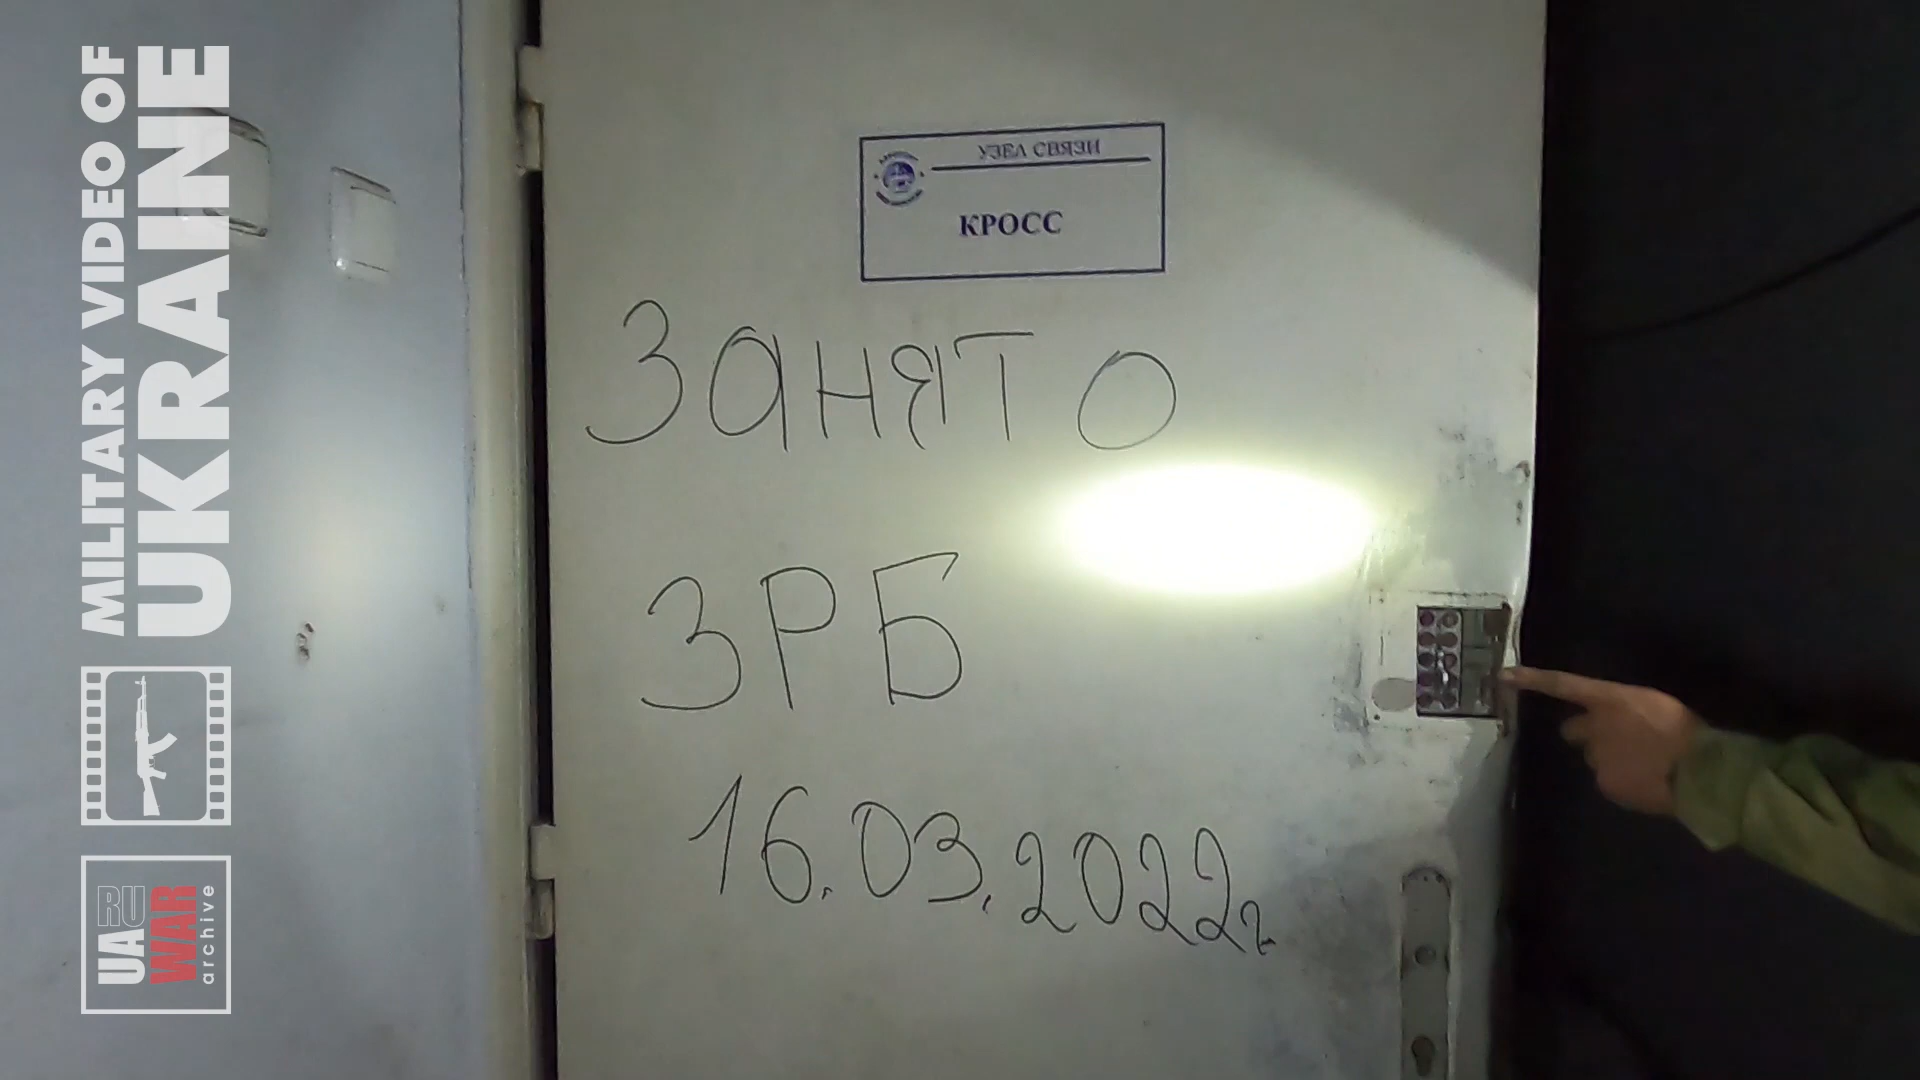 MILITARY VIDEO OF
UKRAINE
UA RU
WAR
archive
УЗЕЛ СВЯЗИ
КРОСС
Занято
ЗРБ
16.03.2022г